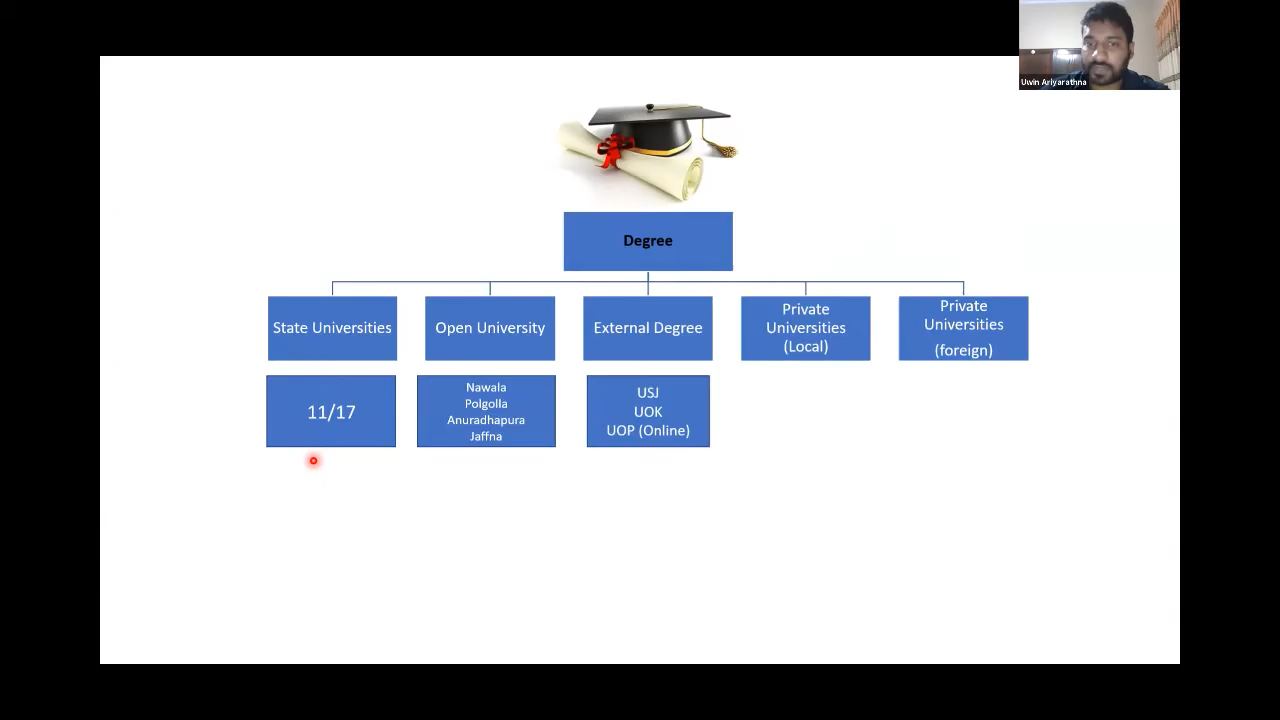 Uwin Ariyarathna
Degree
State Universities
Open University
External Degree
Private
Universities
(Local)
Private
Universities
(foreign)
11/17
Nawala
Polgolla
Anuradhapura
Jaffna
USJ
UOK
UOP (Online)